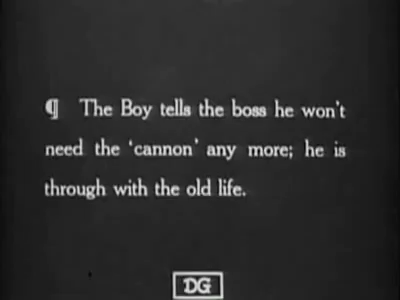 ¶ The Boy tells the boss he won't
need the 'cannon' any more; he is
through with the old life.
DG